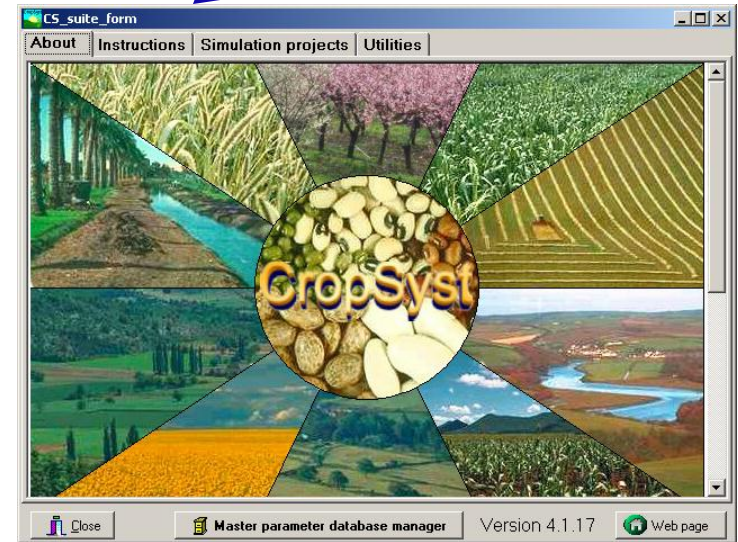 CS_suite_form
About Instructions Simulation projects Utilities
CropSyst
Close Master parameter database manager Version 4.1.17 Web page